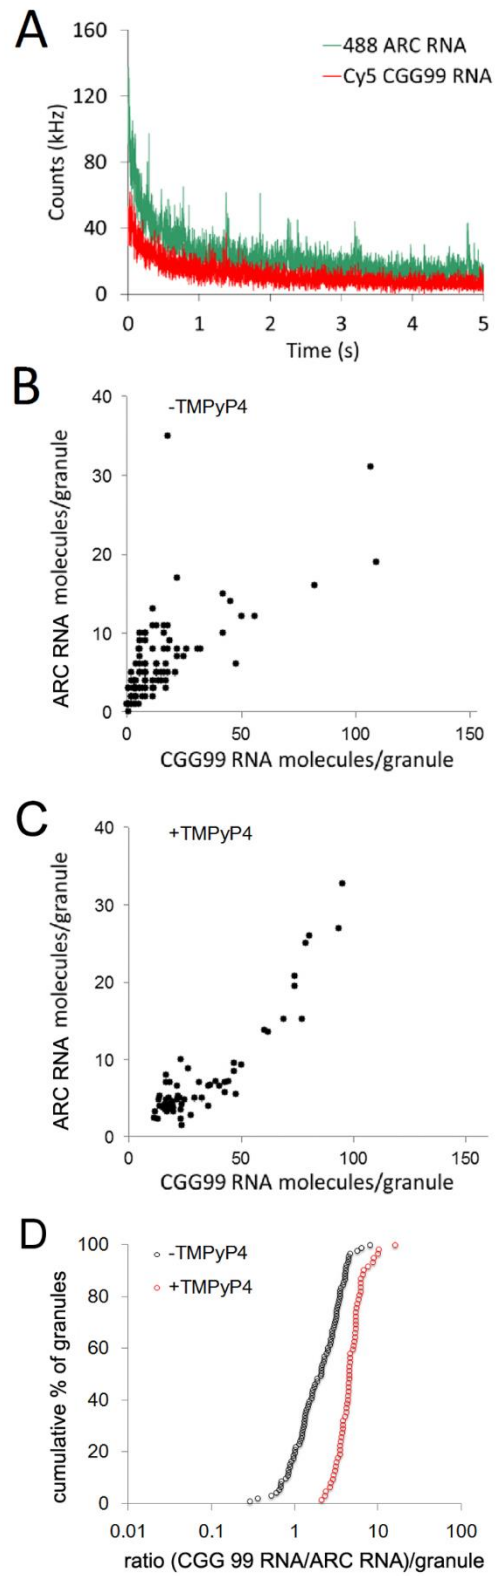 A
160
488 ARC RNA
Cy5 CGG99 RNA
120
80
40
0
Counts (kHz)
0 1 2 3 4 5
Time (s)
B
40
-TMPyP4
30
20
10
0
ARC RNA molecules/granule
0 50 100 150
CGG99 RNA molecules/granule
C
40
+TMPyP4
30
20
10
0
ARC RNA molecules/granule
0 50 100 150
CGG99 RNA molecules/granule
D
100
-TMPyP4
+TMPyP4
80
60
40
20
0
cumulative % of granules
0.01 0.1 1 10 100
ratio (CGG 99 RNA/ARC RNA)/granule